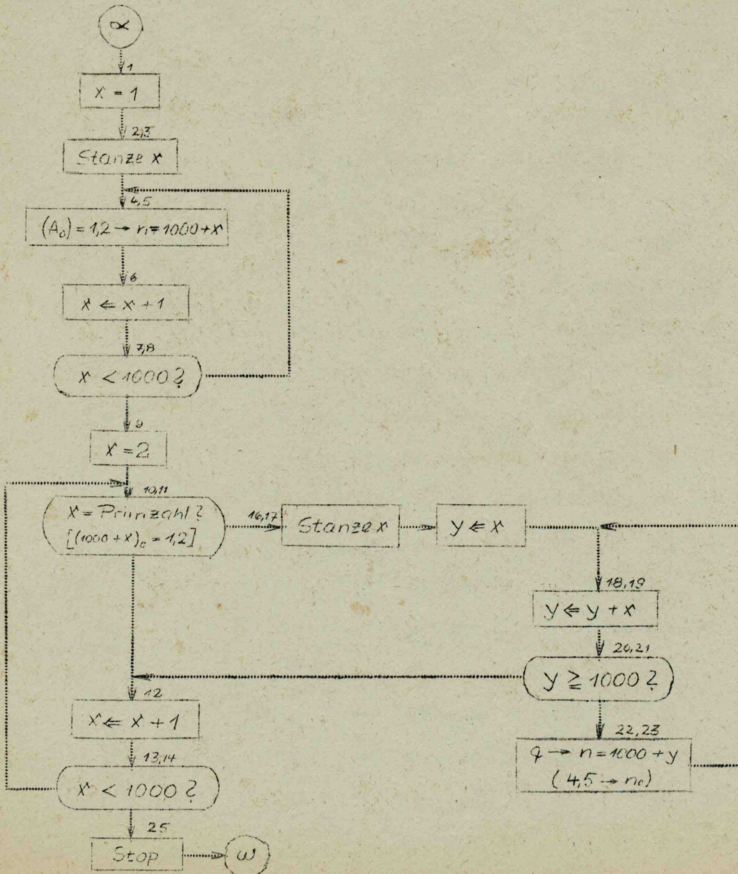 α
1
x = 1
2,3
Stanze x
4,5
(A₀) = 1,2 → n = 1000 + x
6
x ⇐ x + 1
7,8
x < 1000 ?
9
x = 2
10,11
x = Primzahl ?
[(1000 + x)₀ = 1,2]
16,17
Stanze x
y ⇐ x
18,19
y ⇐ y + x
20,21
y ≧ 1000 ?
22,23
→ n = 1000 + y
(4,5 → n₀)
12
x ⇐ x + 1
13,14
x < 1000 ?
25
Stop
ω